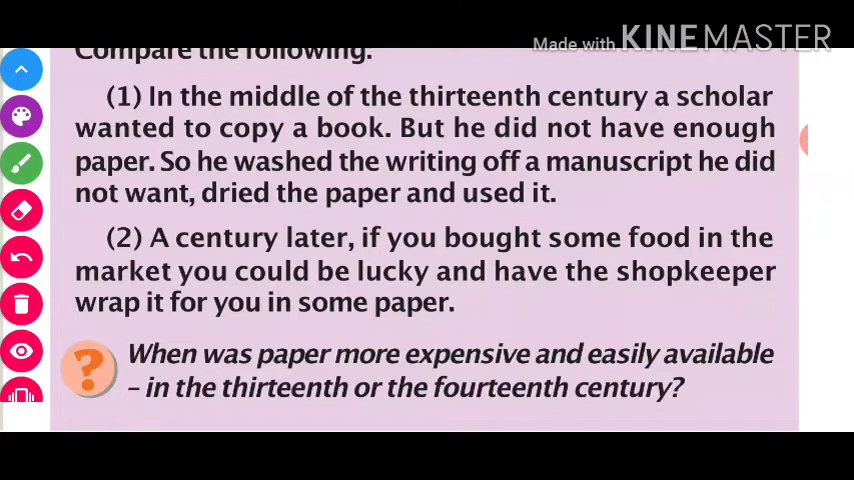 Made with KINEMASTER
Compare the following.
(1) In the middle of the thirteenth century a scholar
wanted to copy a book. But he did not have enough
paper. So he washed the writing off a manuscript he did
not want, dried the paper and used it.
(2) A century later, if you bought some food in the
market you could be lucky and have the shopkeeper
wrap it for you in some paper.
? When was paper more expensive and easily available
– in the thirteenth or the fourteenth century?